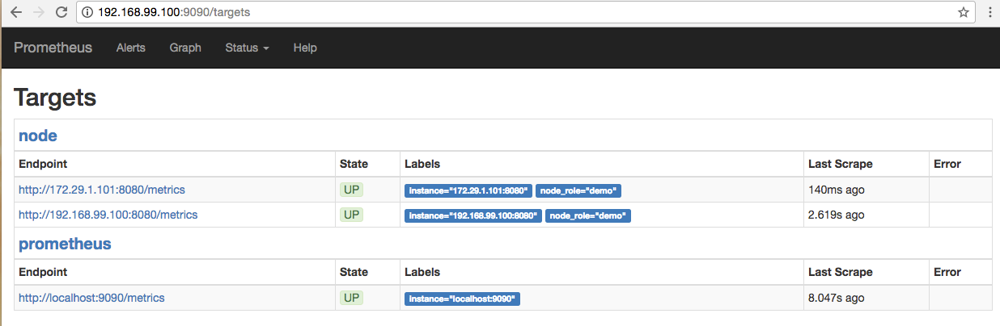 192.168.99.100:9090/targets
Prometheus Alerts Graph Status Help
Targets
node
Endpoint State Labels Last Scrape Error
http://172.29.1.101:8080/metrics UP instance="172.29.1.101:8080" node_role="demo" 140ms ago
http://192.168.99.100:8080/metrics UP instance="192.168.99.100:8080" node_role="demo" 2.619s ago
prometheus
Endpoint State Labels Last Scrape Error
http://localhost:9090/metrics UP instance="localhost:9090" 8.047s ago